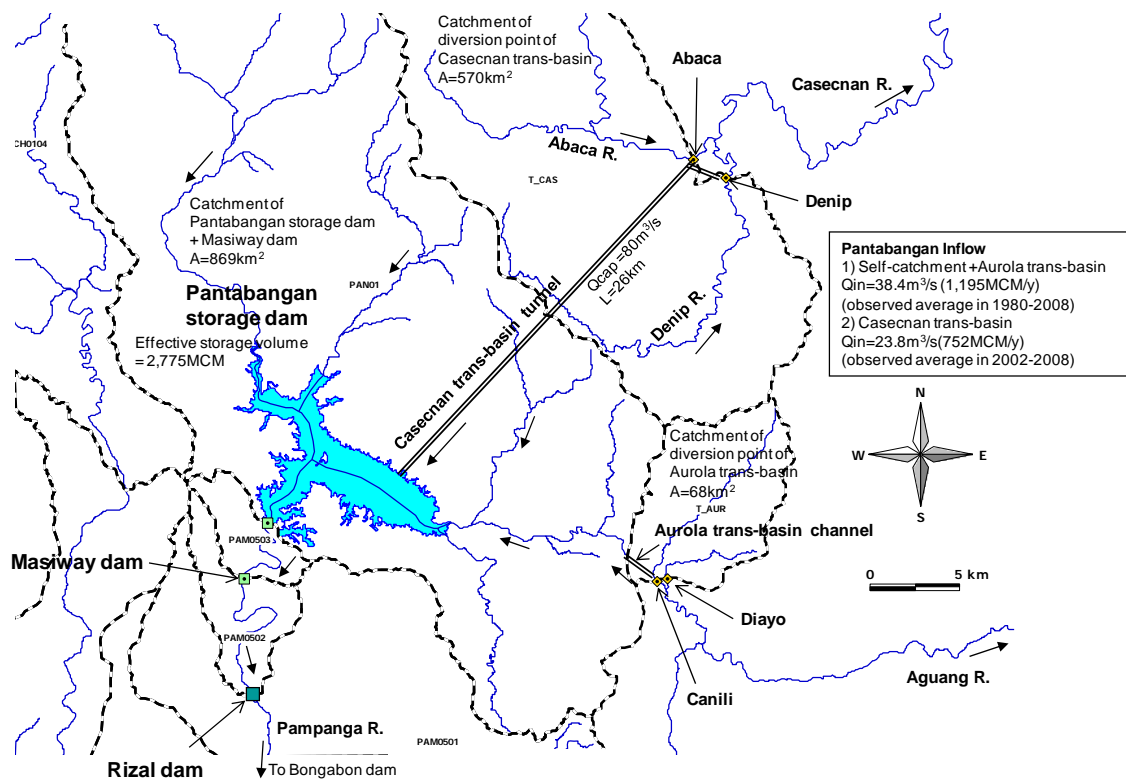 Catchment of
diversion point of
Casecnan trans-basin
A=570km²
Abaca
Casecnan R.
Abaca R.
T_CAS
Denip
CH0104
Catchment of
Pantabangan storage dam
+ Masiway dam
A=869km²
PAN01
Pantabangan
storage dam
Effective storage volume
= 2,775MCM
Casecnan trans-basin tunnel
Qcap =80m³/s
L=26km
Denip R.
Pantabangan Inflow
1) Self-catchment +Aurola trans-basin
Qin=38.4m³/s (1,195MCM/y)
(observed average in 1980-2008)
2) Casecnan trans-basin
Qin=23.8m³/s(752MCM/y)
(observed average in 2002-2008)
N
W
E
S
Catchment of
diversion point of
Aurola trans-basin
A=68km²
T_AUR
Aurola trans-basin channel
PAM0503
Masiway dam
0 5 km
Diayo
PAM0502
Canili
Aguang R.
Pampanga R.
PAM0501
Rizal dam
To Bongabon dam